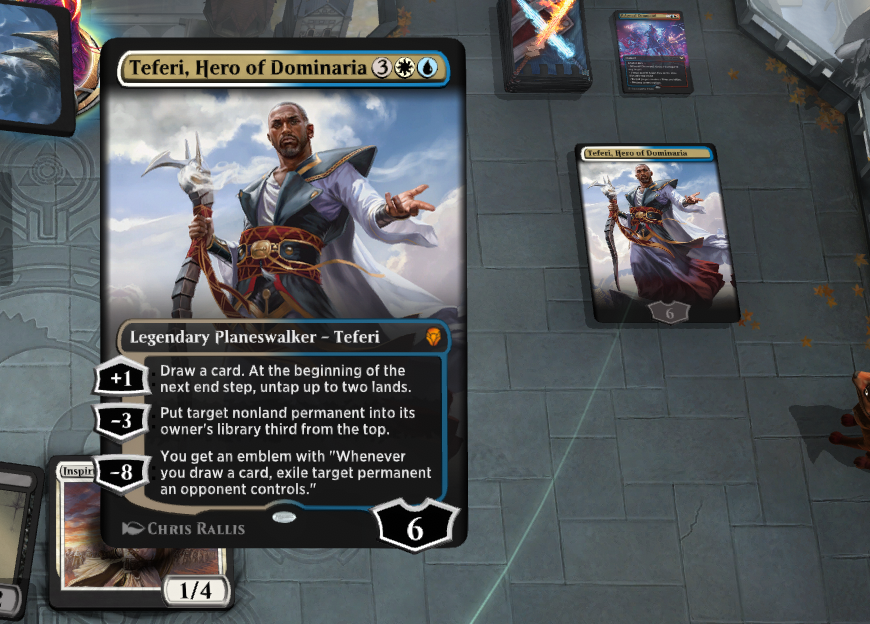 Teferi, Hero of Dominaria 3
Legendary Planeswalker – Teferi
+1
Draw a card. At the beginning of the
next end step, untap up to two lands.
-3
Put target nonland permanent into its
owner's library third from the top.
-8
You get an emblem with "Whenever
you draw a card, exile target permanent
an opponent controls."
Chris Rallis
6
Inspir
1/4
Teferi, Hero of Dominaria
6